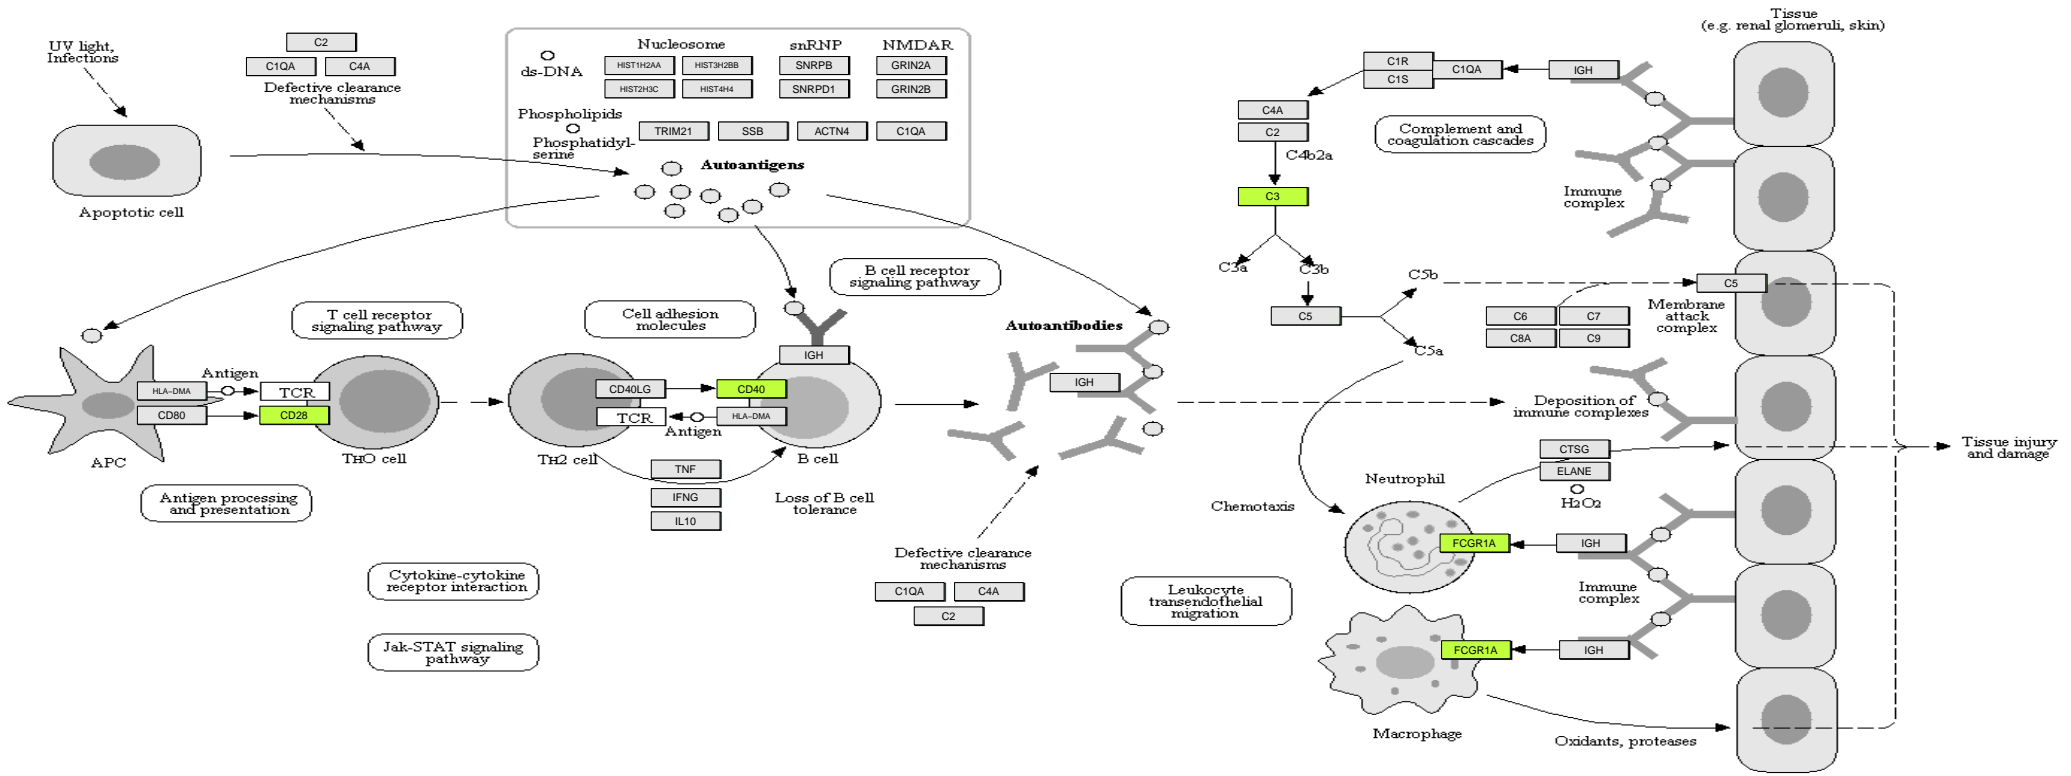 UV light,
Infections
C2
C1QA
C4A
Defective clearance
mechanisms
Apoptotic cell
ds-DNA
Nucleosome
HIST1H2AA
HIST3H2BB
HIST2H3C
HIST4H4
snRNP
SNRPB
SNRPD1
NMDAR
GRIN2A
GRIN2B
Phospholipids
Phosphatidyl-
serine
TRIM21
SSB
ACTN4
C1QA
Autoantigens
T cell receptor
signaling pathway
Cell adhesion
molecules
B cell receptor
signaling pathway
Antigen
HLA-DMA
TCR
CD80
CD28
APC
TH0 cell
CD40LG
CD40
TCR
HLA-DMA
Antigen
IGH
TH2 cell
B cell
TNF
IFNG
IL10
Loss of B cell
tolerance
Antigen processing
and presentation
Cytokine-cytokine
receptor interaction
Jak-STAT signaling
pathway
Autoantibodies
IGH
Defective clearance
mechanisms
C1QA
C4A
C2
Leukocyte
transendothelial
migration
Tissue
(e.g. renal glomeruli, skin)
C1R
C1S
C1QA
IGH
C4A
C2
C4b2a
C3
C3a
C3b
C5
C5b
C5a
Complement and
coagulation cascades
Immune
complex
C5
C6
C7
C8A
C9
Membrane
attack
complex
Deposition of
immune complexes
CTSG
ELANE
H2O2
Tissue injury
and damage
Chemotaxis
Neutrophil
FCGR1A
IGH
Immune
complex
FCGR1A
IGH
Macrophage
Oxidants, proteases